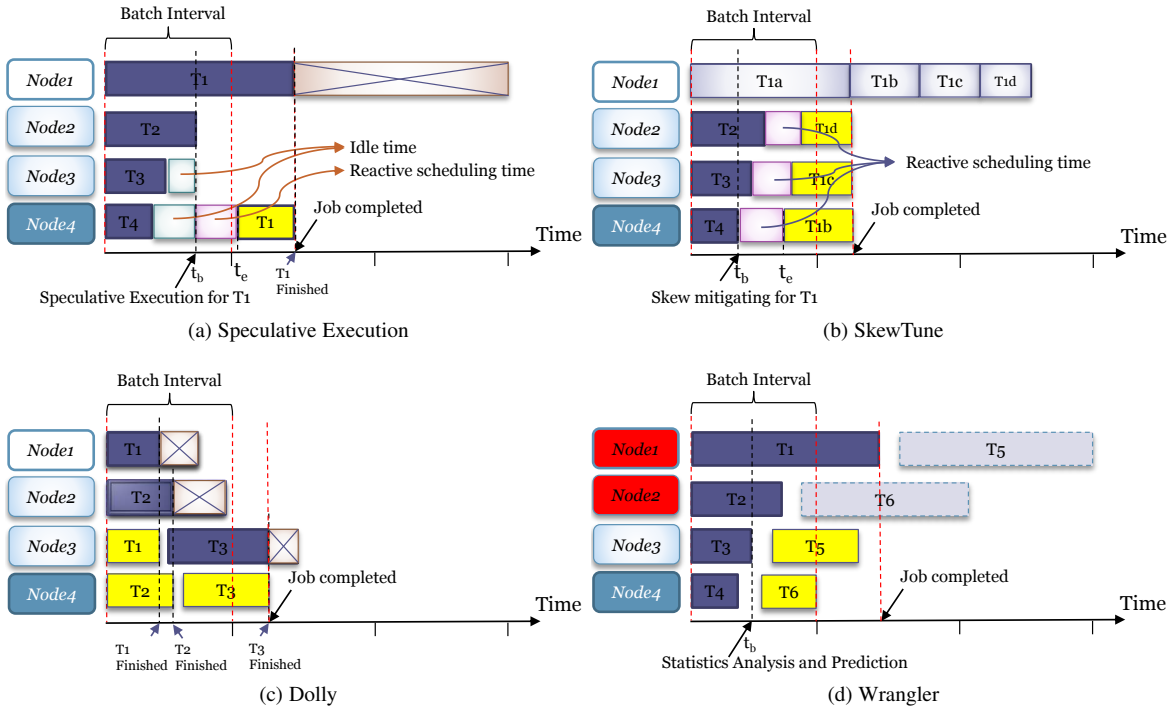 Batch Interval
Node1
T1
Node2
T2
Node3
T3
Idle time
Reactive scheduling time
Node4
T4
T1
Job completed
Time
t_b
t_e
T1
Finished
Speculative Execution for T1
(a) Speculative Execution
Batch Interval
Node1
T1a
T1b
T1c
T1d
Node2
T2
T1d
Node3
T3
T1c
Reactive scheduling time
Node4
T4
T1b
Job completed
Time
t_b
t_e
Skew mitigating for T1
(b) SkewTune
Batch Interval
Node1
T1
Node2
T2
Node3
T1
T3
Node4
T2
T3
Job completed
Time
T1
Finished
T2
Finished
T3
Finished
(c) Dolly
Batch Interval
Node1
T1
T5
Node2
T2
T6
Node3
T3
T5
Node4
T4
T6
Job completed
Time
t_b
Statistics Analysis and Prediction
(d) Wrangler